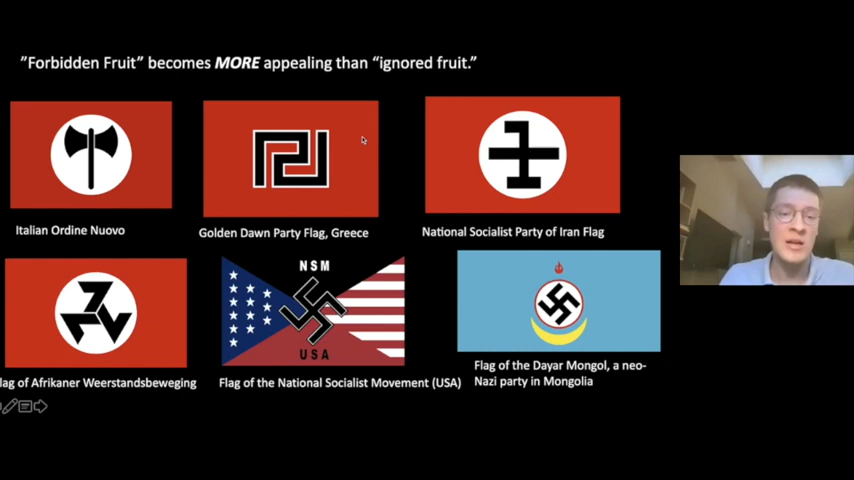 ”Forbidden Fruit” becomes MORE appealing than “ignored fruit.”
Italian Ordine Nuovo
Golden Dawn Party Flag, Greece
National Socialist Party of Iran Flag
NSM
USA
lag of Afrikaner Weerstandsbeweging
Flag of the National Socialist Movement (USA)
Flag of the Dayar Mongol, a neo-
Nazi party in Mongolia